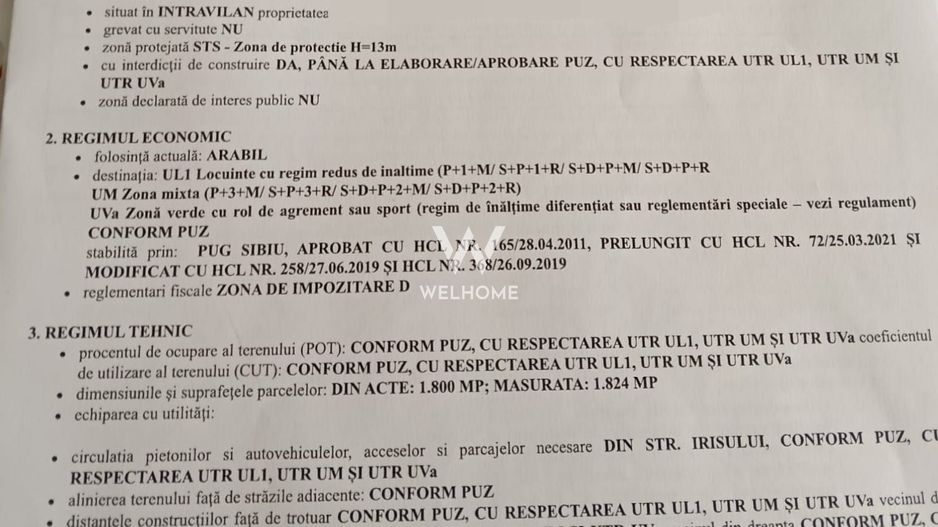 • situat în INTRAVILAN proprietatea
• grevat cu servitute NU
• zonă protejată STS - Zona de protectie H=13m
• cu interdicții de construire DA, PÂNĂ LA ELABORARE/APROBARE PUZ, CU RESPECTAREA UTR UL1, UTR UM ȘI
UTR UVa
• zonă declarată de interes public NU
2. REGIMUL ECONOMIC
• folosință actuală: ARABIL
• destinația: UL1 Locuinte cu regim redus de inaltime (P+1+M/ S+P+1+R/ S+D+P+M/ S+D+P+R
UM Zona mixta (P+3+M/ S+P+3+R/ S+D+P+2+M/ S+D+P+2+R)
UVa Zonă verde cu rol de agrement sau sport (regim de înălțime diferențiat sau reglementări speciale – vezi regulament)
CONFORM PUZ
stabilită prin: PUG SIBIU, APROBAT CU HCL NR. 165/28.04.2011, PRELUNGIT CU HCL NR. 72/25.03.2021 ȘI
MODIFICAT CU HCL NR. 258/27.06.2019 ȘI HCL NR. 368/26.09.2019
• reglementari fiscale ZONA DE IMPOZITARE D
WELHOME
3. REGIMUL TEHNIC
• procentul de ocupare al terenului (POT): CONFORM PUZ, CU RESPECTAREA UTR UL1, UTR UM ȘI UTR UVa coeficientul
de utilizare al terenului (CUT): CONFORM PUZ, CU RESPECTAREA UTR UL1, UTR UM ȘI UTR UVa
• dimensiunile și suprafețele parcelelor: DIN ACTE: 1.800 MP; MASURATA: 1.824 MP
• echiparea cu utilități:
• circulatia pietonilor si autovehiculelor, acceselor si parcajelor necesare DIN STR. IRISULUI, CONFORM PUZ, CU
RESPECTAREA UTR UL1, UTR UM ȘI UTR UVa
• alinierea terenului față de străzile adiacente: CONFORM PUZ
• distantele constructiilor față de trotuar CONFORM PUZ, CU RESPECTAREA UTR UL1, UTR UM ȘI UTR UVa vecinul d
din dreapta CONFORM PUZ, C